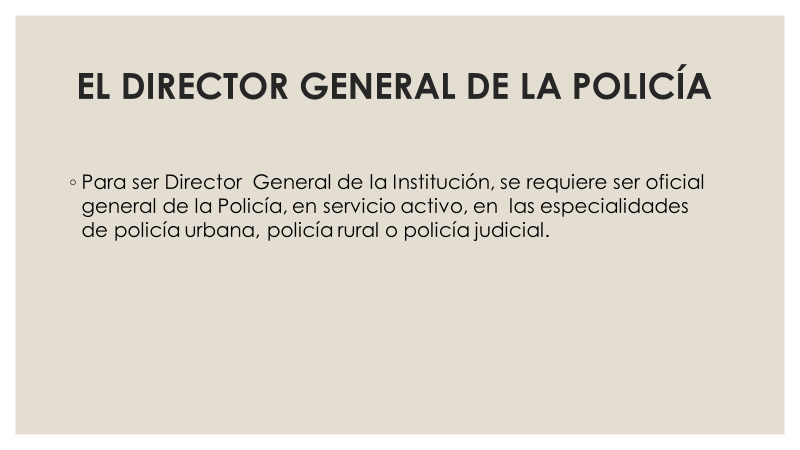 EL DIRECTOR GENERAL DE LA POLICÍA
◦ Para ser Director General de la Institución, se requiere ser oficial
general de la Policía, en servicio activo, en las especialidades
de policía urbana, policía rural o policía judicial.